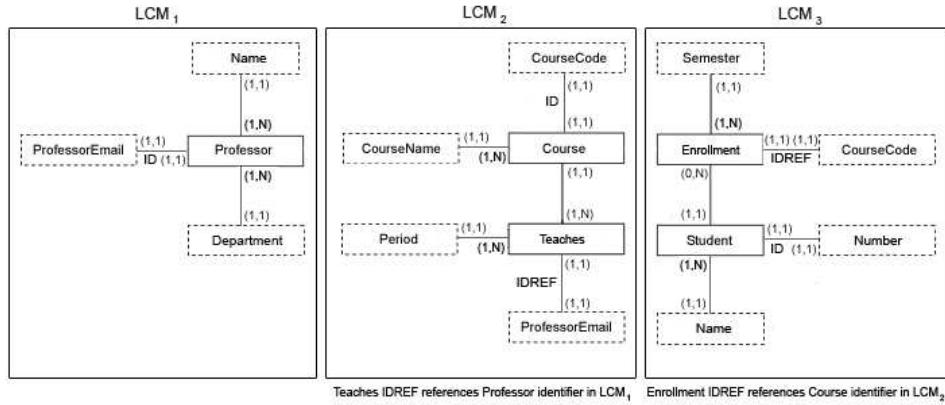 LCM 1
Name
(1,1)
(1,N)
ProfessorEmail
(1,1)
ID (1,1)
Professor
(1,N)
(1,1)
Department
LCM 2
CourseCode
(1,1)
ID
(1,1)
CourseName
(1,1)
(1,N)
Course
(1,1)
(1,N)
Period
(1,1)
(1,N)
Teaches
(1,1)
IDREF
(1,1)
ProfessorEmail
Teaches IDREF references Professor identifier in LCM1
LCM 3
Semester
(1,1)
(1,N)
Enrollment
(1,1) (1,1)
IDREF
CourseCode
(0,N)
(1,1)
Student
(1,1)
ID (1,1)
Number
(1,N)
(1,1)
Name
Enrollment IDREF references Course identifier in LCM2